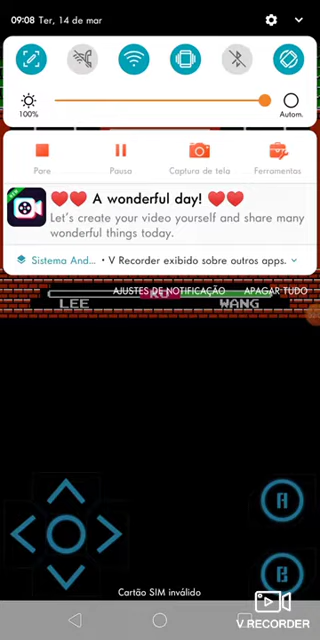 09:08 Ter, 14 de mar
100%
Autom.
Pare Pausa Captura de tela Ferramentas
A wonderful day!
Let's create your video yourself and share many
wonderful things today.
Sistema And... • V Recorder exibido sobre outros apps.
AJUSTES DE NOTIFICAÇÃO APAGAR TUDO
KO
LEE WANG
A
B
Cartão SIM inválido
V.RECORDER